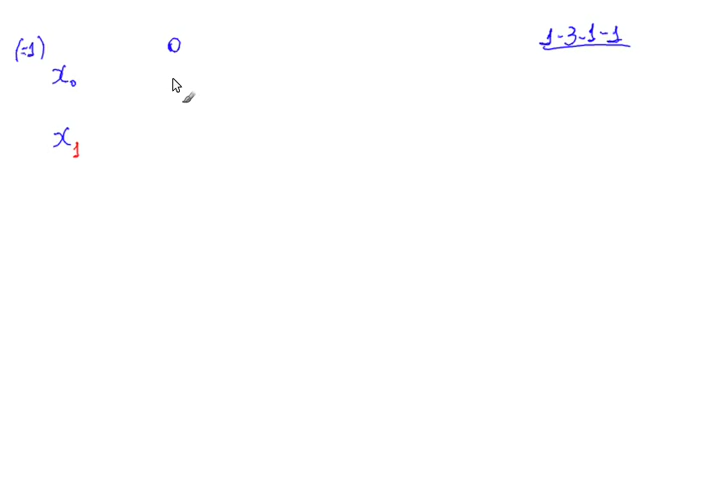 (=1) 0 1-3-1-1
x₀
x₁